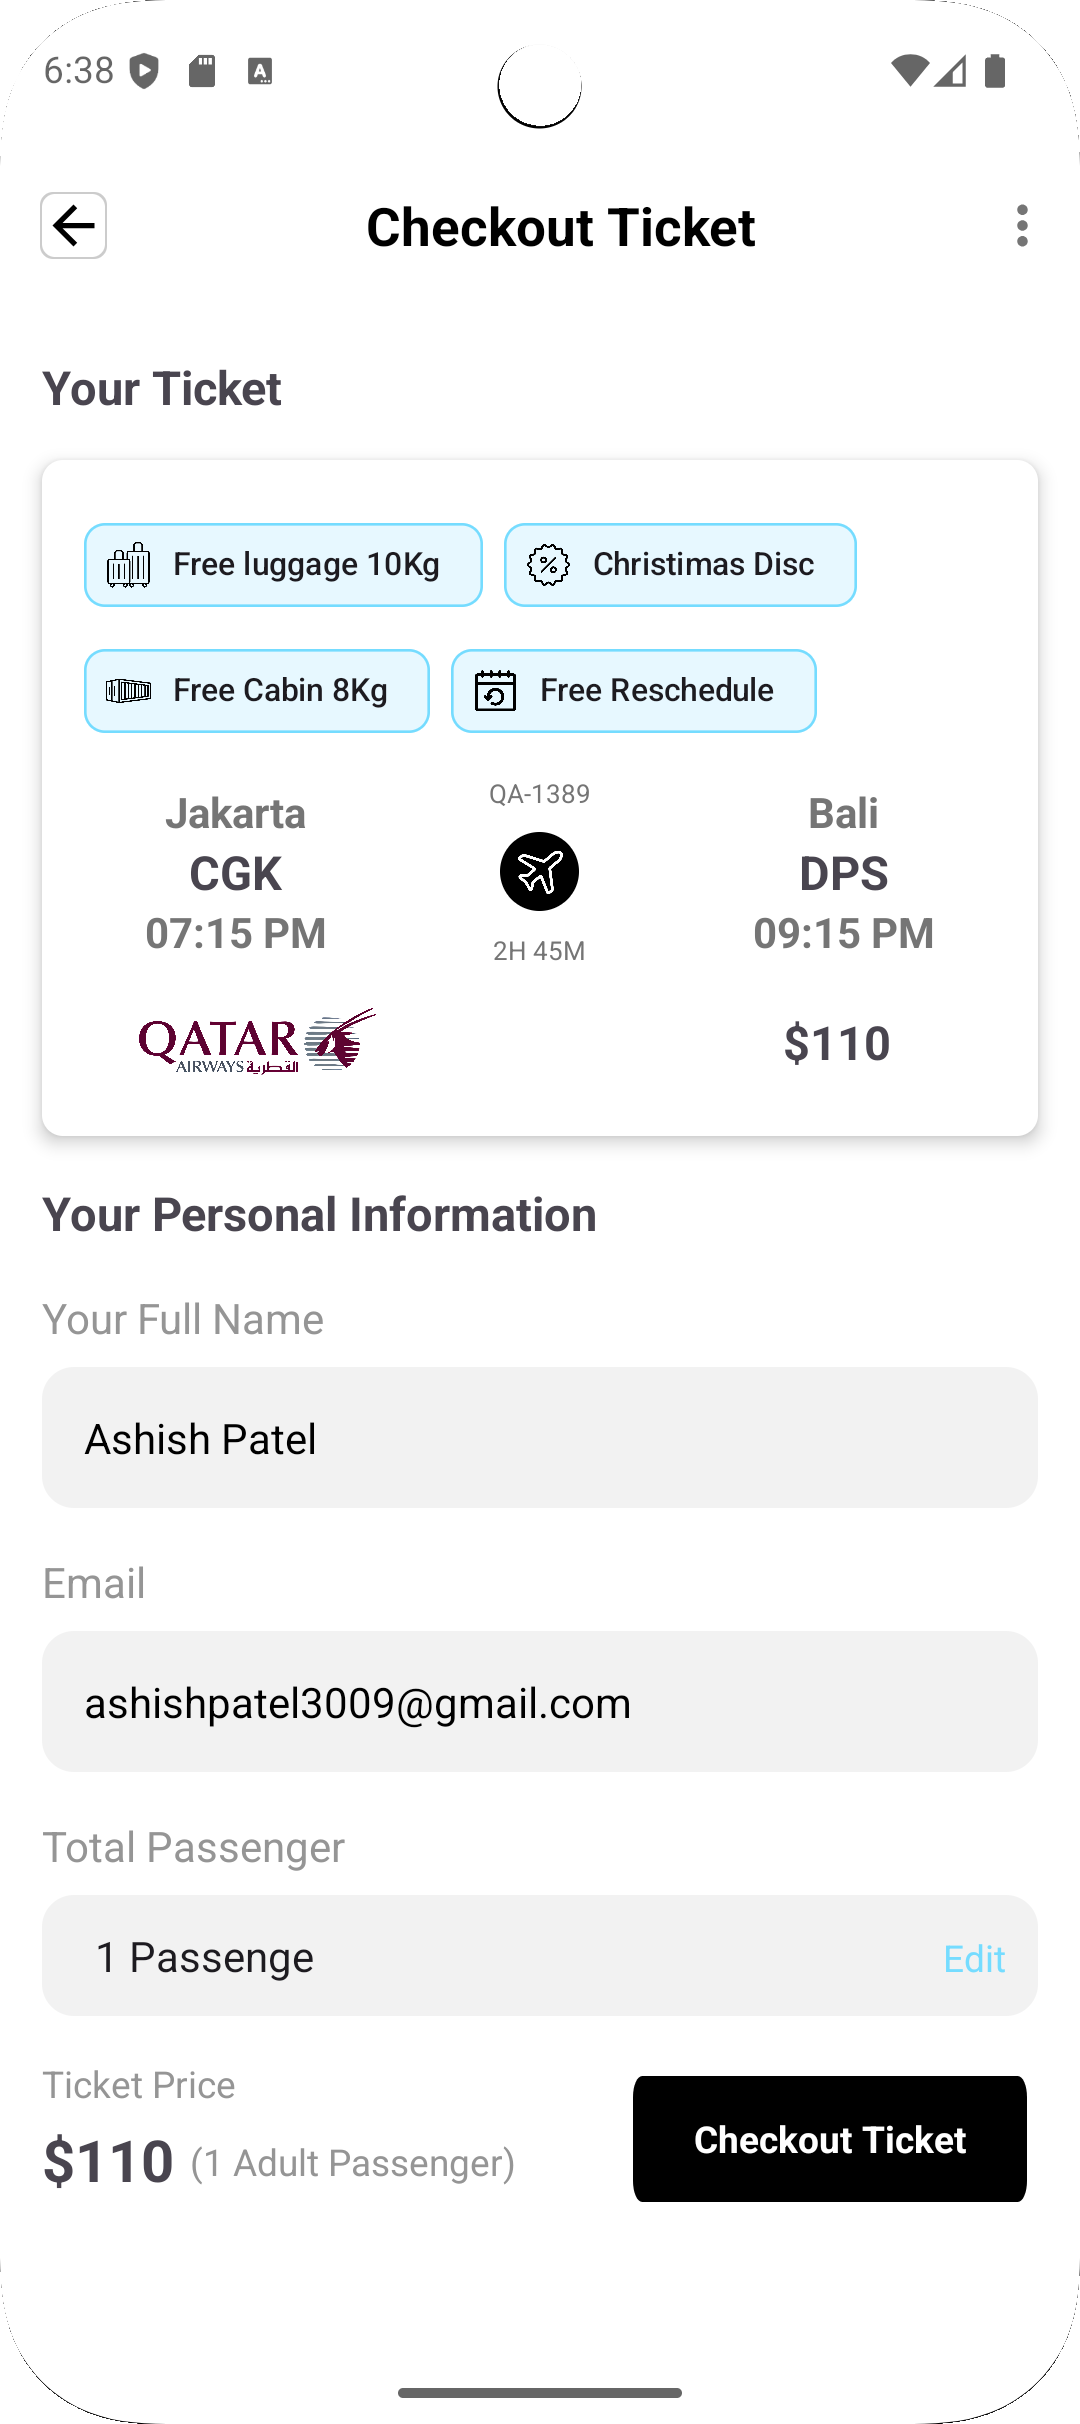 6:38
Checkout Ticket
Your Ticket
Free luggage 10Kg
Christimas Disc
Free Cabin 8Kg
Free Reschedule
QA-1389
Jakarta
Bali
CGK
DPS
07:15 PM
09:15 PM
2H 45M
QATAR
AIRWAYS القطرية
$110
Your Personal Information
Your Full Name
Ashish Patel
Email
ashishpatel3009@gmail.com
Total Passenger
1 Passenge
Edit
Ticket Price
$110 (1 Adult Passenger)
Checkout Ticket